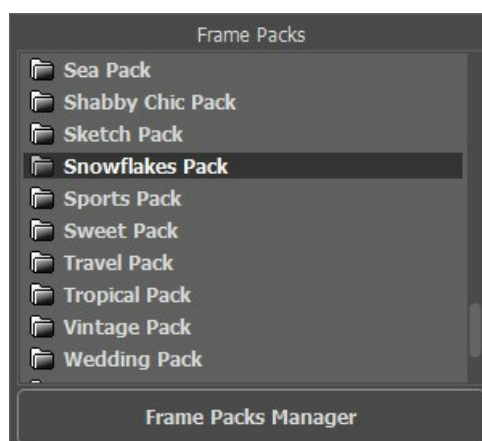 Frame Packs
Sea Pack
Shabby Chic Pack
Sketch Pack
Snowflakes Pack
Sports Pack
Sweet Pack
Travel Pack
Tropical Pack
Vintage Pack
Wedding Pack
Frame Packs Manager